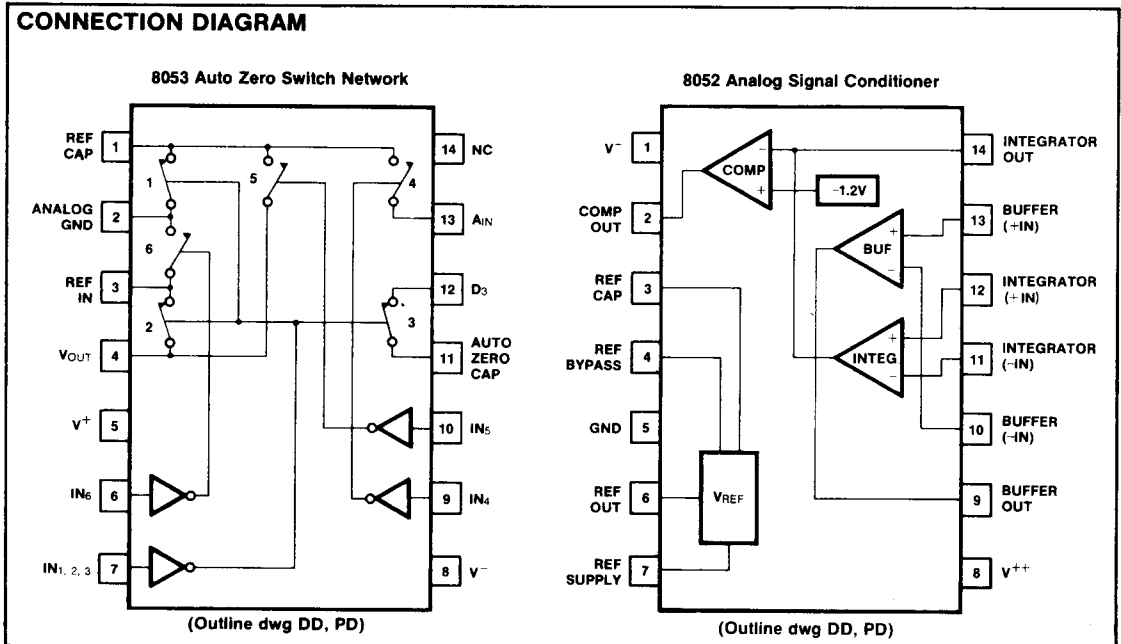 CONNECTION DIAGRAM
8053 Auto Zero Switch Network
REF
CAP
1
ANALOG
GND
2
REF
IN
3
VOUT
4
V+
5
IN6
6
IN1, 2, 3
7
1
6
2
5
4
3
14
NC
13
AIN
12
D3
11
AUTO
ZERO
CAP
10
IN5
9
IN4
8
V-
(Outline dwg DD, PD)
8052 Analog Signal Conditioner
V-
1
COMP
OUT
2
REF
CAP
3
REF
BYPASS
4
GND
5
REF
OUT
6
REF
SUPPLY
7
COMP
-
+
-1.2V
BUF
+
-
INTEG
+
-
VREF
14
INTEGRATOR
OUT
13
BUFFER
(+IN)
12
INTEGRATOR
(+IN)
11
INTEGRATOR
(-IN)
10
BUFFER
(-IN)
9
BUFFER
OUT
8
V++
(Outline dwg DD, PD)